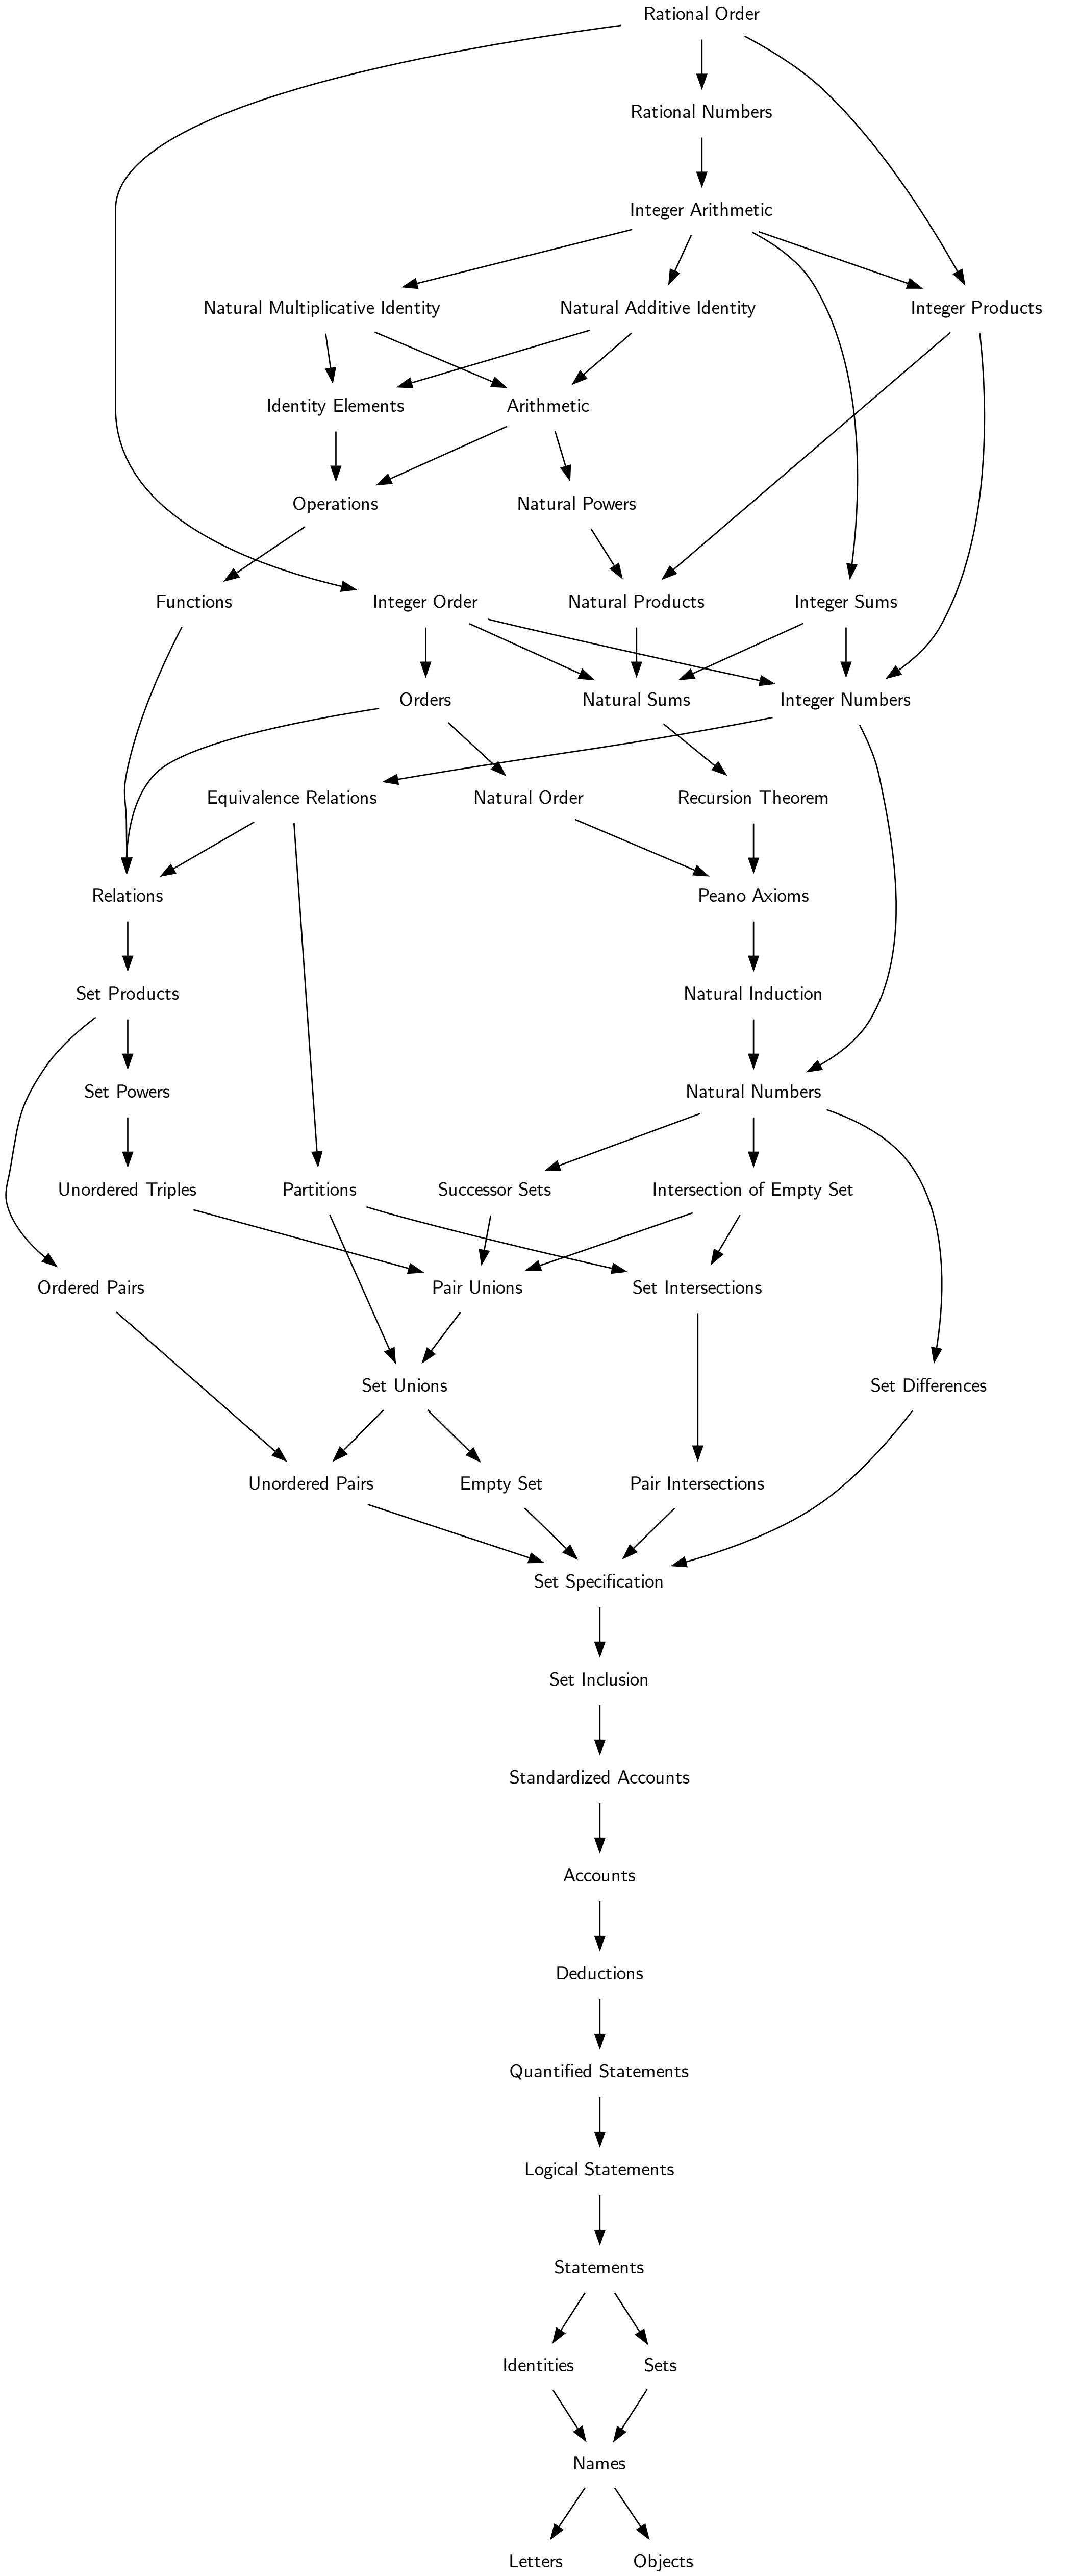 Rational Order
Rational Numbers
Integer Arithmetic
Natural Multiplicative Identity
Natural Additive Identity
Integer Products
Identity Elements
Arithmetic
Operations
Natural Powers
Functions
Integer Order
Natural Products
Integer Sums
Orders
Natural Sums
Integer Numbers
Equivalence Relations
Natural Order
Recursion Theorem
Relations
Peano Axioms
Set Products
Natural Induction
Set Powers
Natural Numbers
Unordered Triples
Partitions
Successor Sets
Intersection of Empty Set
Ordered Pairs
Pair Unions
Set Intersections
Set Unions
Set Differences
Unordered Pairs
Empty Set
Pair Intersections
Set Specification
Set Inclusion
Standardized Accounts
Accounts
Deductions
Quantified Statements
Logical Statements
Statements
Identities
Sets
Names
Letters
Objects